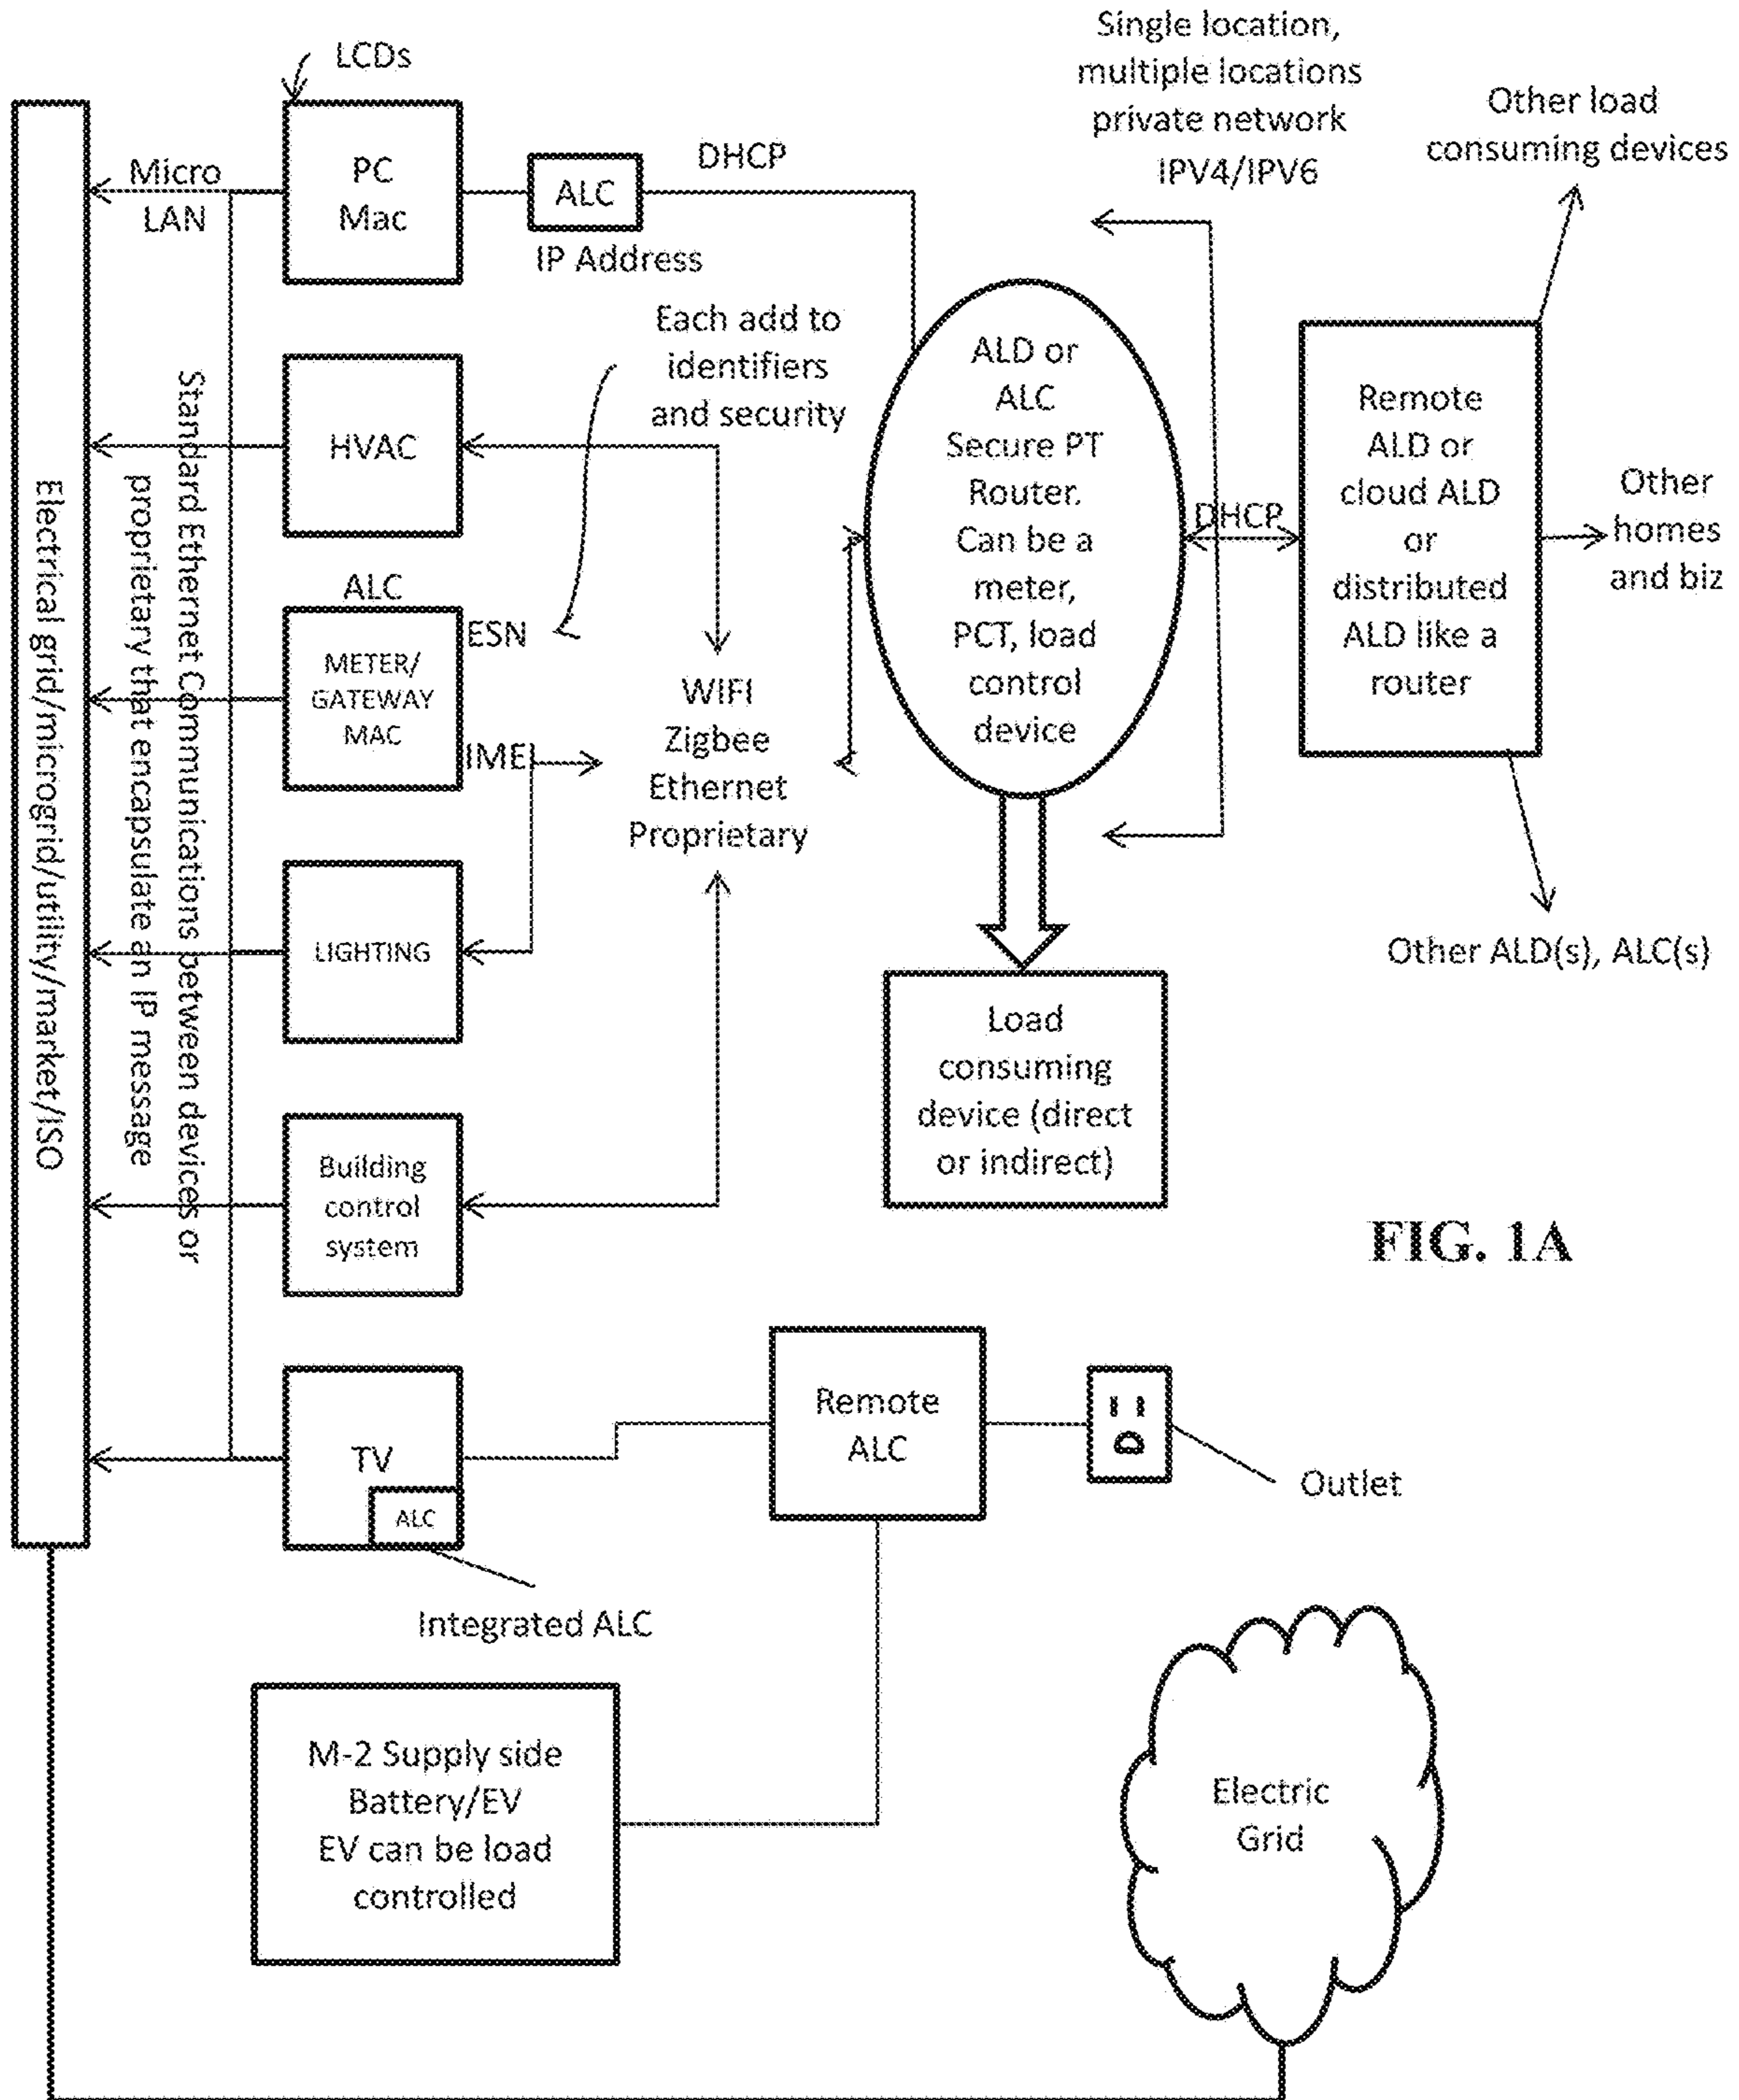 LCDs
Single location,
multiple locations
private network
IPV4/IPV6
Other load
consuming devices
Micro
LAN
PC
Mac
ALC
DHCP
IP Address
Each add to
identifiers
and security
HVAC
ALC
METER/
GATEWAY
MAC
ESN
IMEI
WIFI
Zigbee
Ethernet
Proprietary
ALD or
ALC
Secure PT
Router.
Can be a
meter,
PCT, load
control
device
DHCP
Remote
ALD or
cloud ALD
or
distributed
ALD like a
router
Other
homes
and biz
Other ALD(s), ALC(s)
Electrical grid/microgrid/utility/market/ISO
Standard Ethernet Communications between devices or
proprietary that encapsulate an IP message
LIGHTING
Load
consuming
device (direct
or indirect)
Building
control
system
FIG. 1A
TV
ALC
Remote
ALC
Outlet
Integrated ALC
M-2 Supply side
Battery/EV
EV can be load
controlled
Electric
Grid